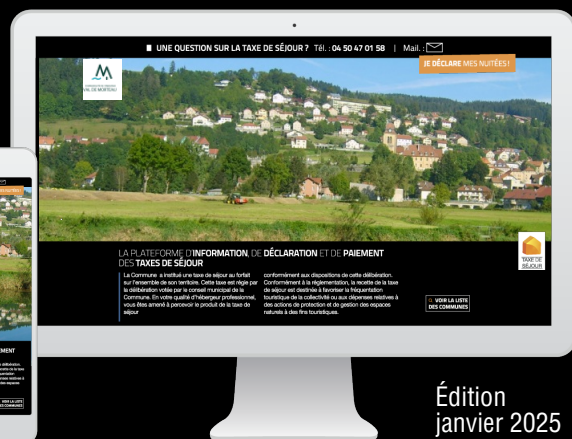 ■ UNE QUESTION SUR LA TAXE DE SÉJOUR ? Tél. : 04 50 47 01 58 | Mail. :
JE DÉCLARE MES NUITÉES !
VAL DE MORTEAU
LA PLATEFORME D'INFORMATION, DE DÉCLARATION ET DE PAIEMENT
DES TAXES DE SÉJOUR
La Commune a institué une taxe de séjour au forfait
sur l'ensemble de son territoire. Cette taxe est régie par
la délibération votée par le conseil municipal de la
Commune. En votre qualité d'hébergeur professionnel,
vous êtes amené à percevoir le produit de la taxe de
séjour
conformément aux dispositions de cette délibération.
Conformément à la réglementation, la recette de la taxe
de séjour est destinée à favoriser la fréquentation
touristique de la collectivité ou aux dépenses relatives à
des actions de protection et de gestion des espaces
naturels à des fins touristiques.
TAXE DE
SÉJOUR
VOIR LA LISTE
DES COMMUNES
VOIR LA LISTE
DES COMMUNES
Édition
janvier 2025